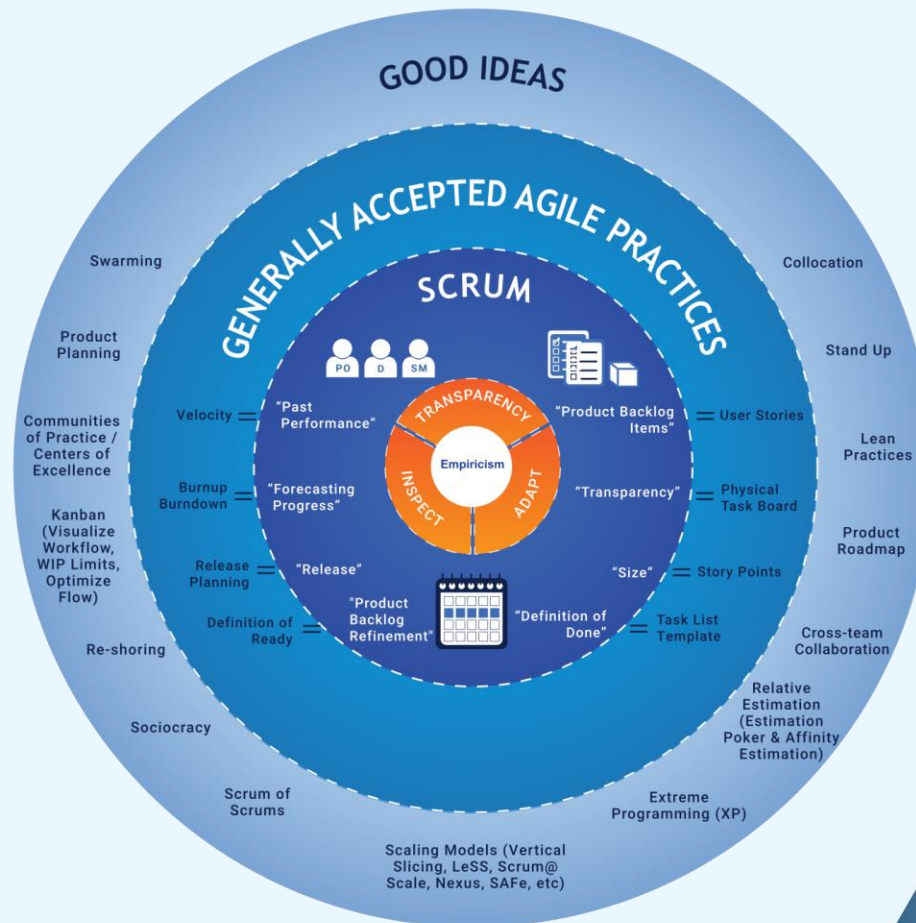 GOOD IDEAS
GENERALLY ACCEPTED AGILE PRACTICES
SCRUM
PO D SM
TRANSPARENCY
INSPECT
ADAPT
Empiricism
Velocity = "Past
Performance"
Burnup
Burndown = "Forecasting
Progress"
Release
Planning = "Release"
Definition of
Ready = "Product
Backlog
Refinement"
"Product Backlog
Items" = User Stories
"Transparency" = Physical
Task Board
"Size" = Story Points
"Definition of
Done" = Task List
Template
Swarming
Product
Planning
Communities
of Practice /
Centers of
Excellence
Kanban
(Visualize
Workflow,
WIP Limits,
Optimize
Flow)
Re-shoring
Sociocracy
Scrum of
Scrums
Scaling Models (Vertical
Slicing, LeSS, Scrum@
Scale, Nexus, SAFe, etc)
Extreme
Programming (XP)
Relative
Estimation
(Estimation
Poker & Affinity
Estimation)
Cross-team
Collaboration
Product
Roadmap
Lean
Practices
Stand Up
Collocation